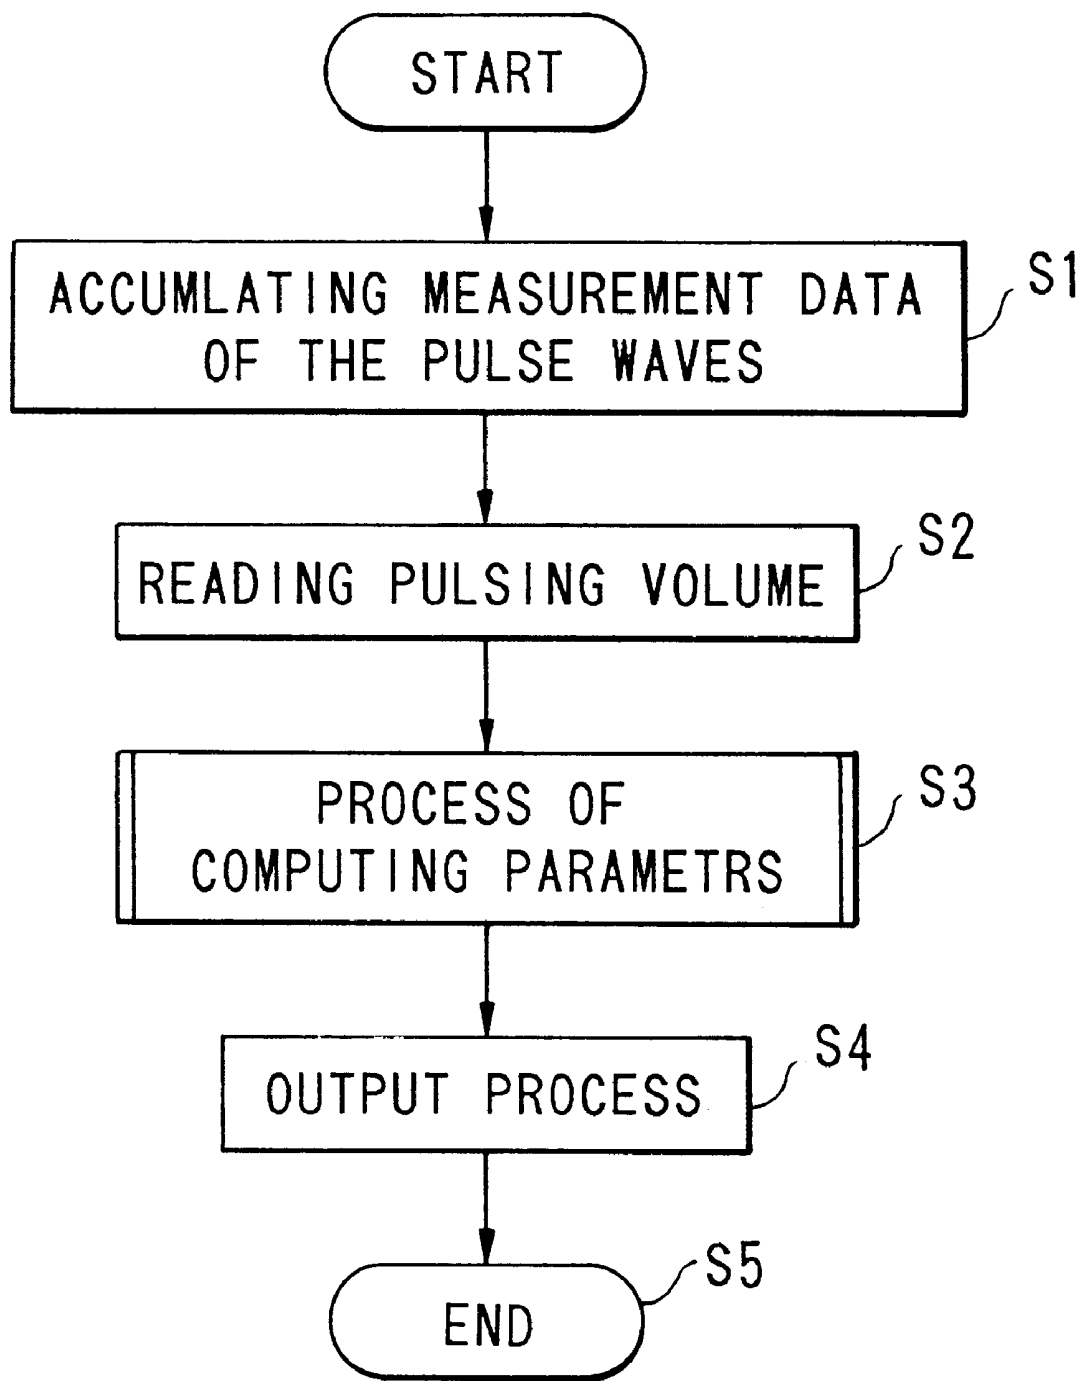 START
ACCUMLATING MEASUREMENT DATA
OF THE PULSE WAVES
S1
READING PULSING VOLUME
S2
PROCESS OF
COMPUTING PARAMETRS
S3
OUTPUT PROCESS
S4
END
S5